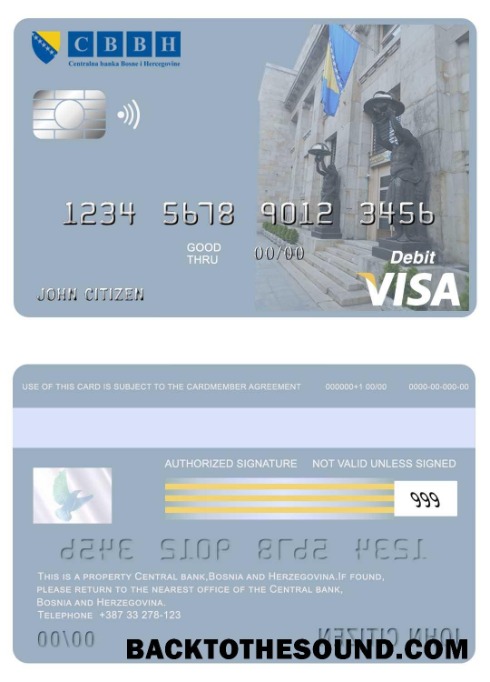 C B B H
Centralna banka Bosne i Hercegovine
1234 5678 9012 3456
GOOD
THRU
00/00
Debit
JOHN CITIZEN
VISA
USE OF THIS CARD IS SUBJECT TO THE CARDMEMBER AGREEMENT 000000+1 00/00 0000-00-000-00
AUTHORIZED SIGNATURE NOT VALID UNLESS SIGNED
999
1234 5678 9012 3456
THIS IS A PROPERTY CENTRAL BANK,BOSNIA AND HERZEGOVINA.IF FOUND,
PLEASE RETURN TO THE NEAREST OFFICE OF THE CENTRAL BANK,
BOSNIA AND HERZEGOVINA.
TELEPHONE +387 33 278-123
00/00
JOHN CITIZEN
BACKTOTHESOUND.COM